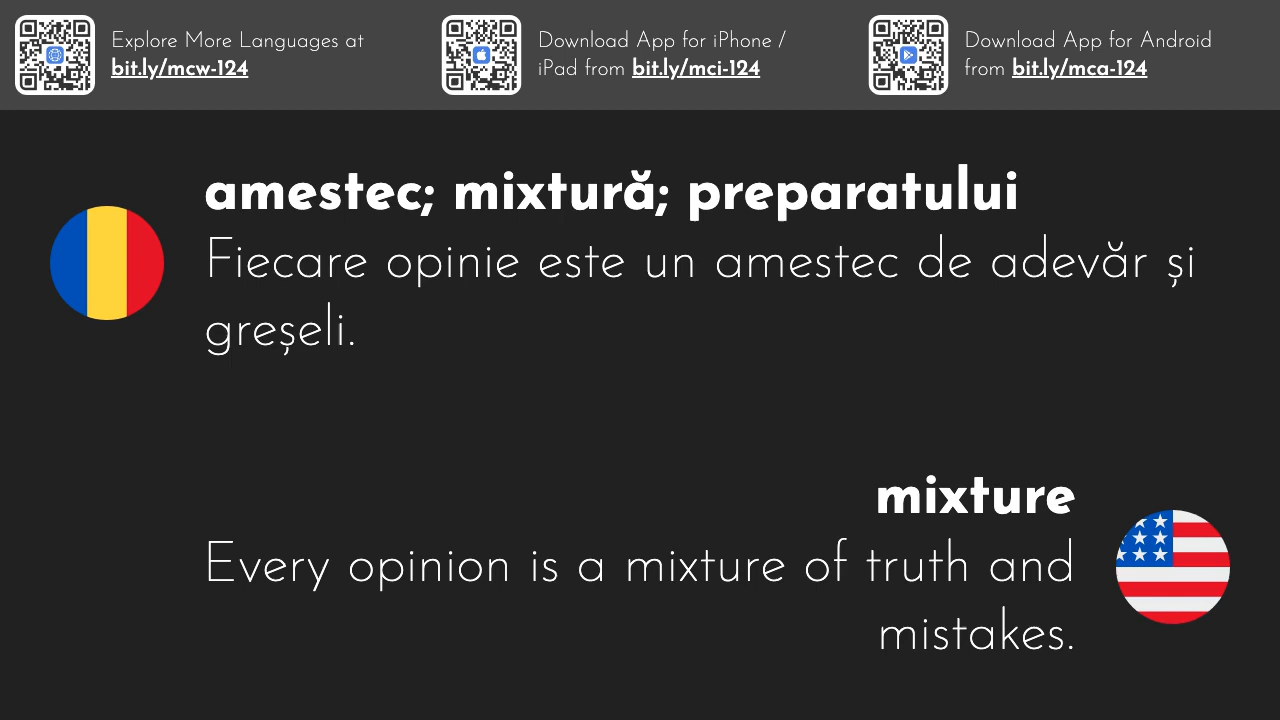 Explore More Languages at
bit.ly/mcw-124
Download App for iPhone /
iPad from bit.ly/mci-124
Download App for Android
from bit.ly/mca-124
amestec; mixtură; preparatului
Fiecare opinie este un amestec de adevăr și
greșeli.
mixture
Every opinion is a mixture of truth and
mistakes.